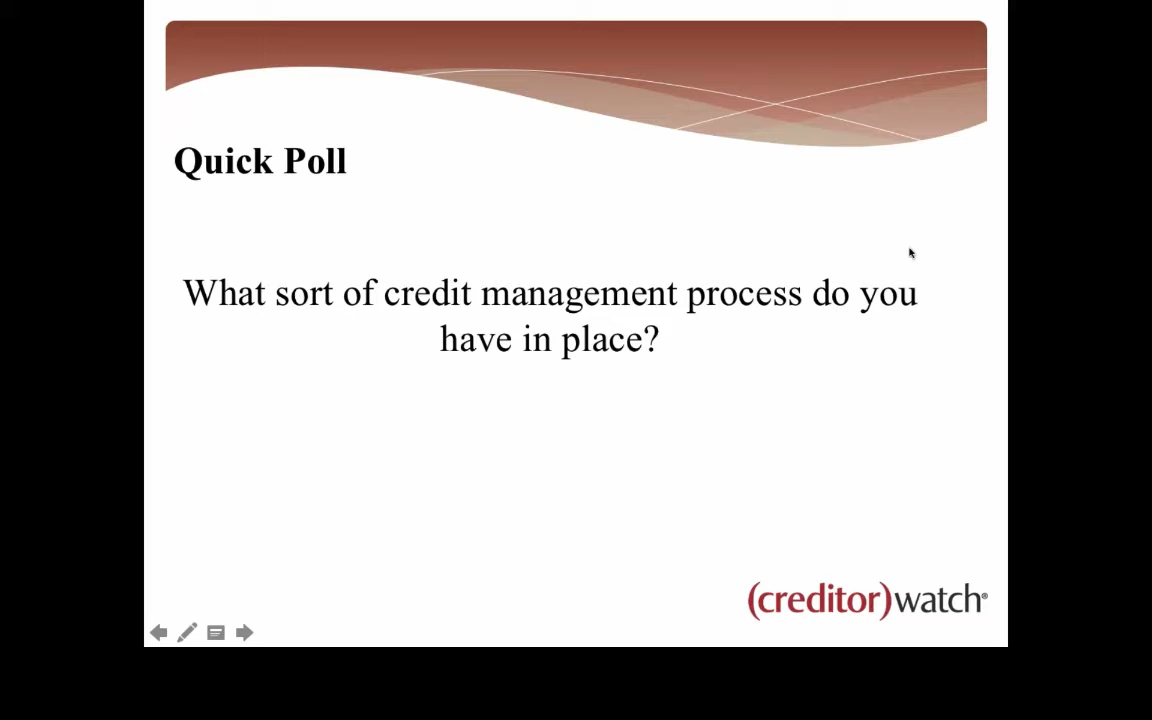 Quick Poll
What sort of credit management process do you
have in place?
(creditor)watch®